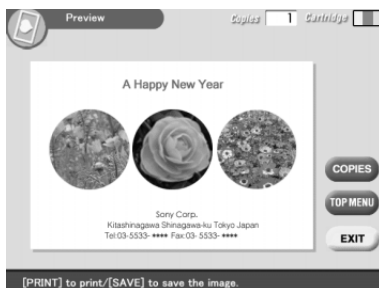 Preview
Copies 1 Cartridge
A Happy New Year
Sony Corp.
Kitashinagawa Shinagawa-ku Tokyo Japan
Tel:03-5533-**** Fax:03-5533-****
COPIES
TOP MENU
EXIT
[PRINT] to print/[SAVE] to save the image.